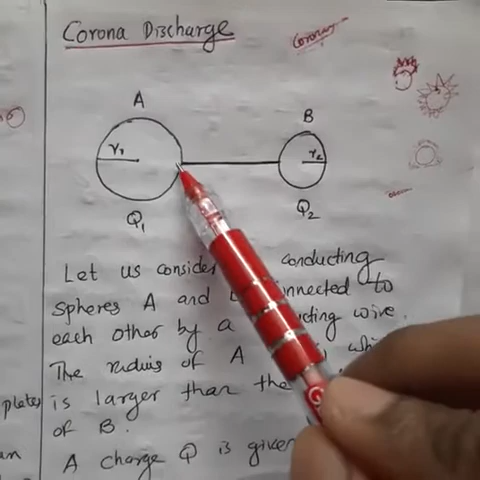 Corona Discharge
A
B
r₁
r₂
Q₁
Q₂
Let us consider conducting
spheres A and connected to
each other by a conducting wire.
The radius of A
plates is larger than the
of B.
A charge Q is given